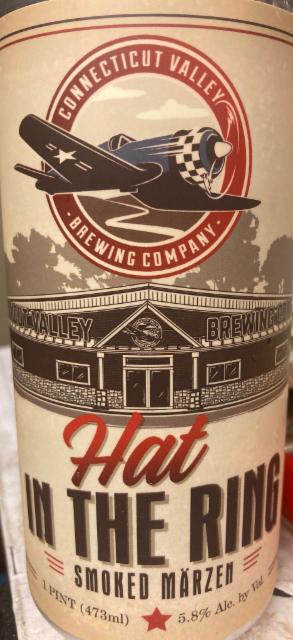 CONNECTICUT VALLEY
· BREWING COMPANY ·
VALLEY BREWING
Hat
IN THE RING
SMOKED MÄRZEN
1 PINT (473ml) 5.8% Alc. by Vol.